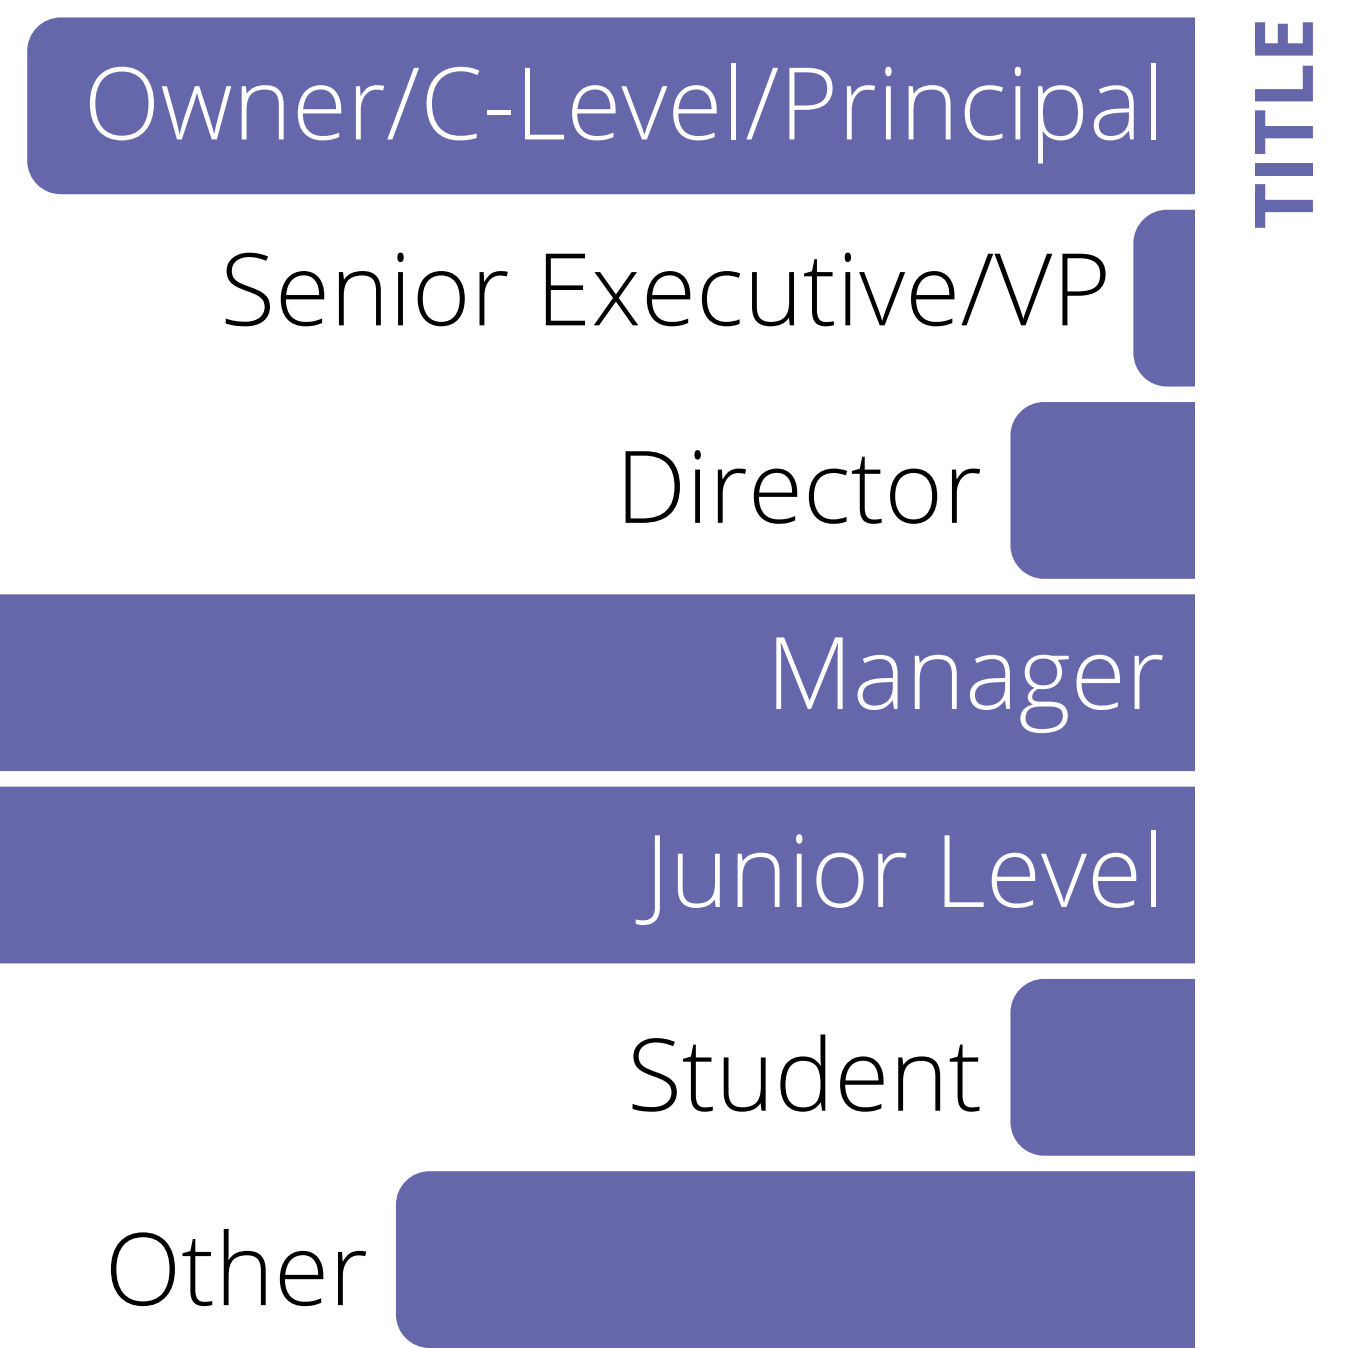 TITLE
Owner/C-Level/Principal
Senior Executive/VP
Director
Manager
Junior Level
Student
Other